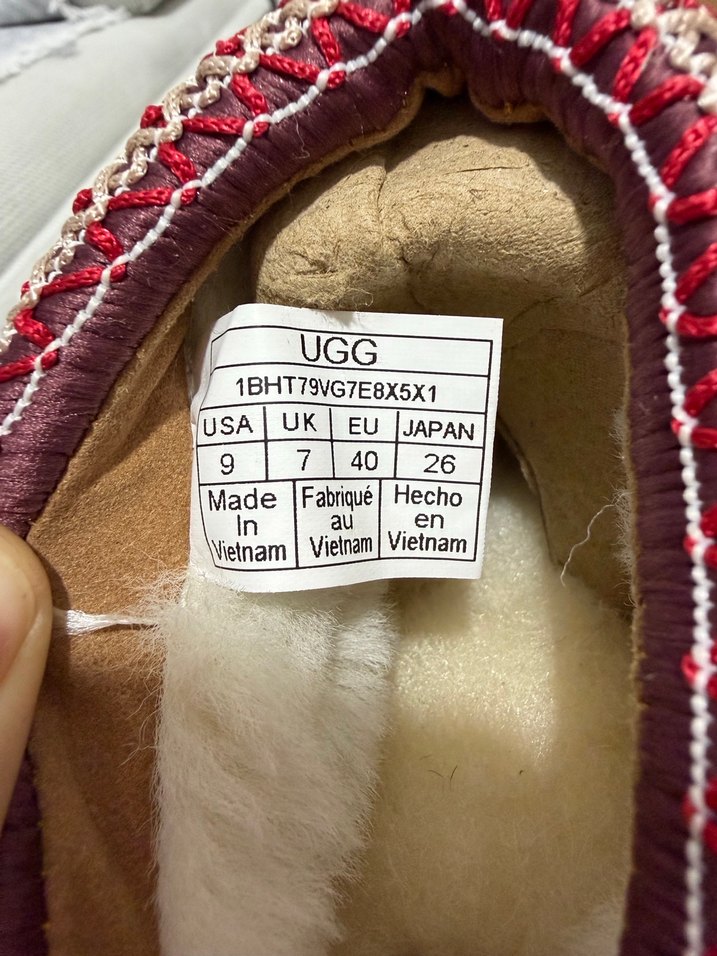 UGG
1BHT79VG7E8X5X1
USA UK EU JAPAN
9 7 40 26
Made Fabriqué Hecho
In au en
Vietnam Vietnam Vietnam